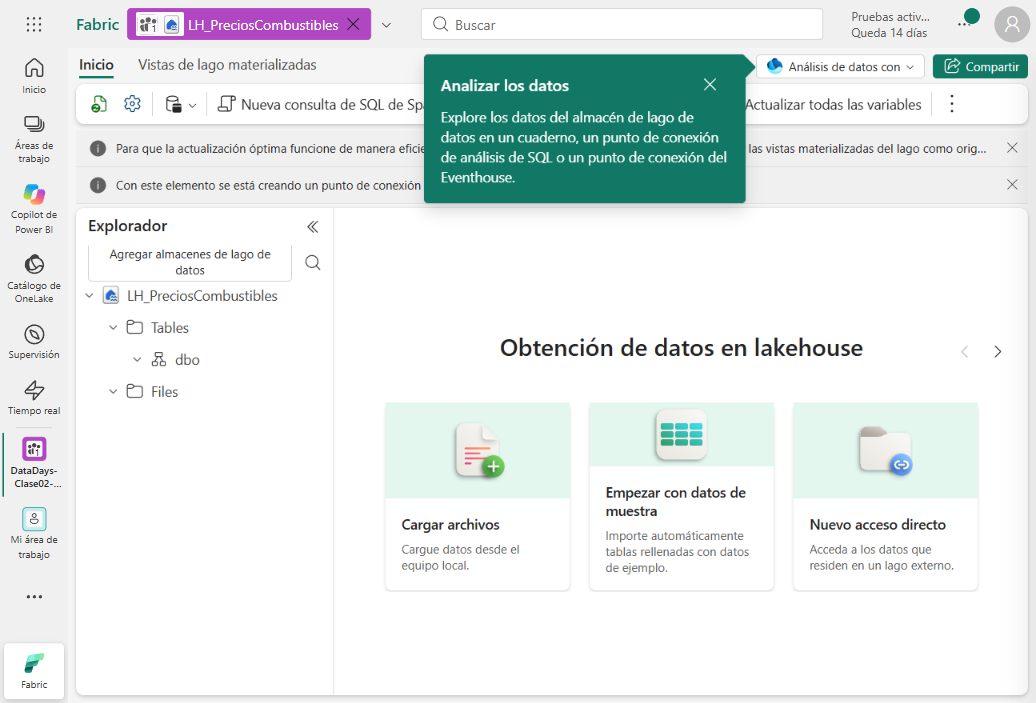 Fabric
LH_PreciosCombustibles
Buscar
Pruebas activ...
Queda 14 días
Inicio
Vistas de lago materializadas
Análisis de datos con
Compartir
Nueva consulta de SQL de Sp
Actualizar todas las variables
Analizar los datos
Explore los datos del almacén de lago de
datos en un cuaderno, un punto de conexión
de análisis de SQL o un punto de conexión del
Eventhouse.
Para que la actualización óptima funcione de manera eficie
las vistas materializadas del lago como orig...
Con este elemento se está creando un punto de conexión
Inicio
Áreas de
trabajo
Copilot de
Power BI
Catálogo de
OneLake
Supervisión
Tiempo real
DataDays-
Clase02-...
Mi área de
trabajo
Fabric
Explorador
Agregar almacenes de lago de
datos
LH_PreciosCombustibles
Tables
dbo
Files
Obtención de datos en lakehouse
Cargar archivos
Cargue datos desde el
equipo local.
Empezar con datos de
muestra
Importe automáticamente
tablas rellenadas con datos
de ejemplo.
Nuevo acceso directo
Acceda a los datos que
residen en un lago externo.